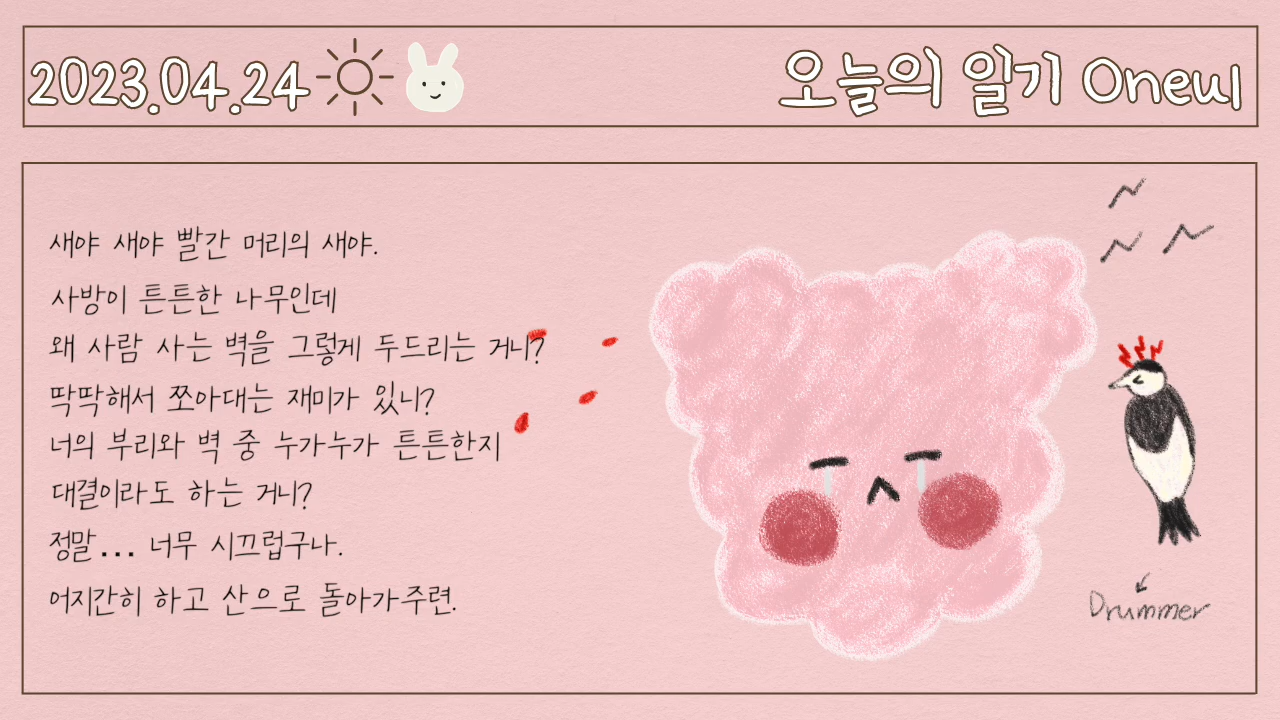 2023.04.24
오늘의 일기 Oneul
새야 새야 빨간 머리의 새야.
사방이 튼튼한 나무인데
왜 사람 사는 벽을 그렇게 두드리는 거니?
딱딱해서 쪼아대는 재미가 있니?
너의 부리와 벽 중 누가누가 튼튼한지
대결이라도 하는 거니?
정말... 너무 시끄럽구나.
어지간히 하고 산으로 돌아가주련.
Drummer